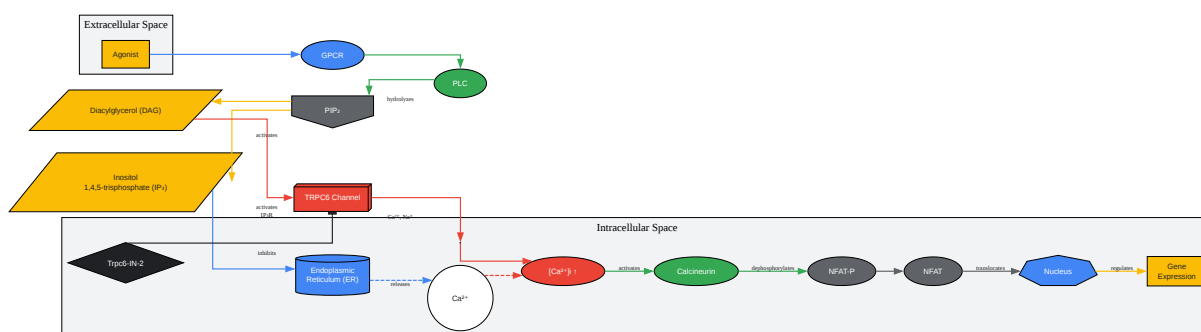 Extracellular Space
Agonist
GPCR
PLC
hydrolyzes
PIP₂
Diacylglycerol (DAG)
activates
Inositol
1,4,5-trisphosphate (IP₃)
TRPC6 Channel
activates
IP₃R
Ca²⁺, Na⁺
Intracellular Space
Trpc6-IN-2
inhibits
Endoplasmic
Reticulum (ER)
releases
Ca²⁺
[Ca²⁺]i ↑
activates
Calcineurin
dephosphorylates
NFAT-P
NFAT
translocates
Nucleus
regulates
Gene
Expression